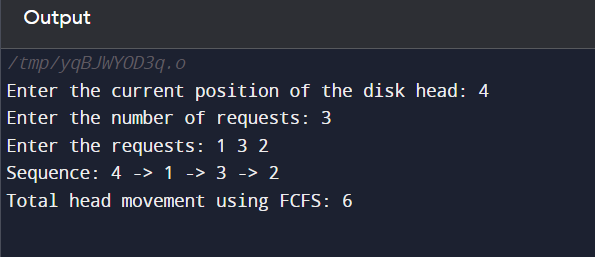 Output
/tmp/yqBJWYOD3q.o
Enter the current position of the disk head: 4
Enter the number of requests: 3
Enter the requests: 1 3 2
Sequence: 4 -> 1 -> 3 -> 2
Total head movement using FCFS: 6